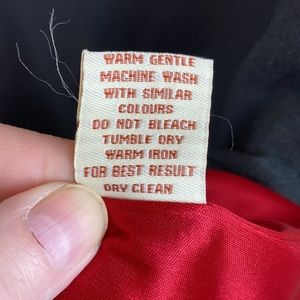 WARM GENTLE
MACHINE WASH
WITH SIMILAR
COLOURS
DO NOT BLEACH
TUMBLE DRY
WARM IRON
FOR BEST RESULT
DRY CLEAN